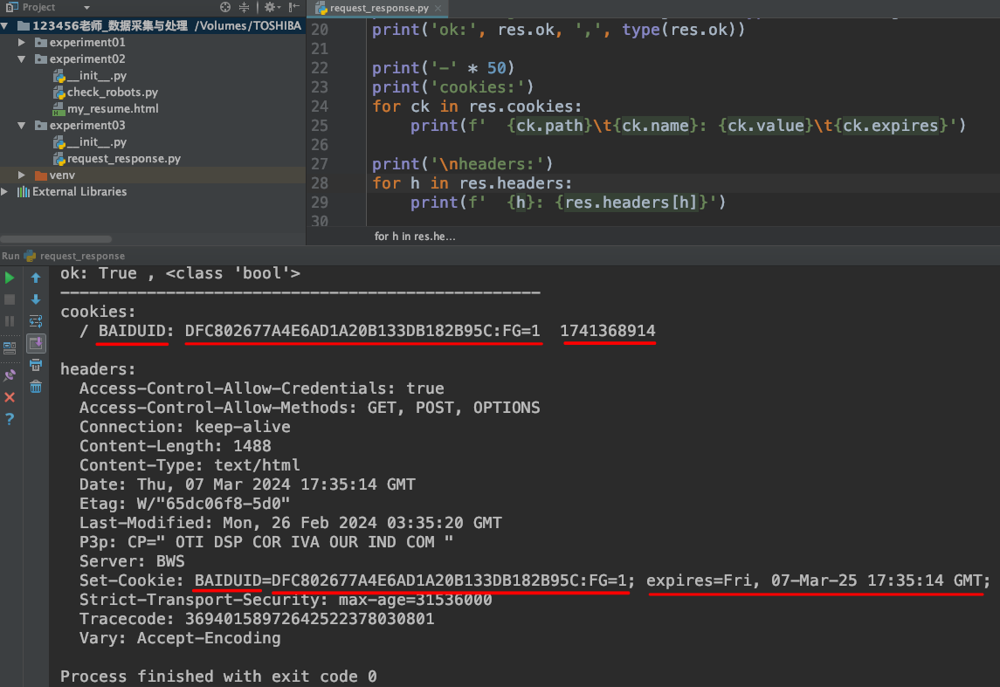 Project
request_response.py
123456老师_数据采集与处理 /Volumes/TOSHIBA
experiment01
experiment02
__init__.py
check_robots.py
my_resume.html
experiment03
__init__.py
request_response.py
venv
External Libraries
20 print('ok:', res.ok, ',', type(res.ok))
21
22 print('-' * 50)
23 print('cookies:')
24 for ck in res.cookies:
25 print(f'  {ck.path}\t{ck.name}: {ck.value}\t{ck.expires}')
26
27 print('\nheaders:')
28 for h in res.headers:
29 print(f'  {h}: {res.headers[h]}')
30
for h in res.he...
Run request_response
ok: True , <class 'bool'>
--------------------------------------------------
cookies:
/ BAIDUID: DFC802677A4E6AD1A20B133DB182B95C:FG=1 1741368914
headers:
Access-Control-Allow-Credentials: true
Access-Control-Allow-Methods: GET, POST, OPTIONS
Connection: keep-alive
Content-Length: 1488
Content-Type: text/html
Date: Thu, 07 Mar 2024 17:35:14 GMT
Etag: W/"65dc06f8-5d0"
Last-Modified: Mon, 26 Feb 2024 03:35:20 GMT
P3p: CP=" OTI DSP COR IVA OUR IND COM "
Server: BWS
Set-Cookie: BAIDUID=DFC802677A4E6AD1A20B133DB182B95C:FG=1; expires=Fri, 07-Mar-25 17:35:14 GMT;
Strict-Transport-Security: max-age=31536000
Tracecode: 36940158972642522378030801
Vary: Accept-Encoding
Process finished with exit code 0